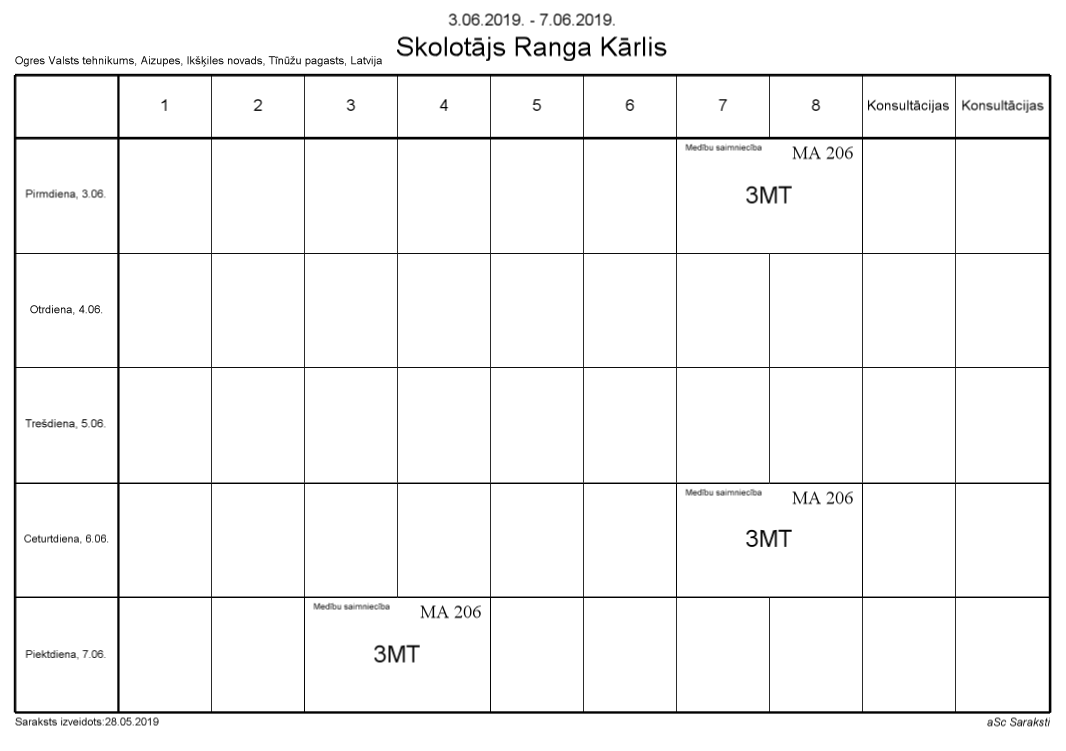 3.06.2019. - 7.06.2019.
Skolotājs Ranga Kārlis
Ogres Valsts tehnikums, Aizupes, Ikšķiles novads, Tīnūžu pagasts, Latvija
1 2 3 4 5 6 7 8 Konsultācijas Konsultācijas
Medību saimniecība MA 206
Pirmdiena, 3.06. 3MT
Otrdiena, 4.06.
Trešdiena, 5.06.
Medību saimniecība MA 206
Ceturtdiena, 6.06. 3MT
Medību saimniecība MA 206
Piektdiena, 7.06. 3MT
Saraksts izveidots:28.05.2019 aSc Saraksti